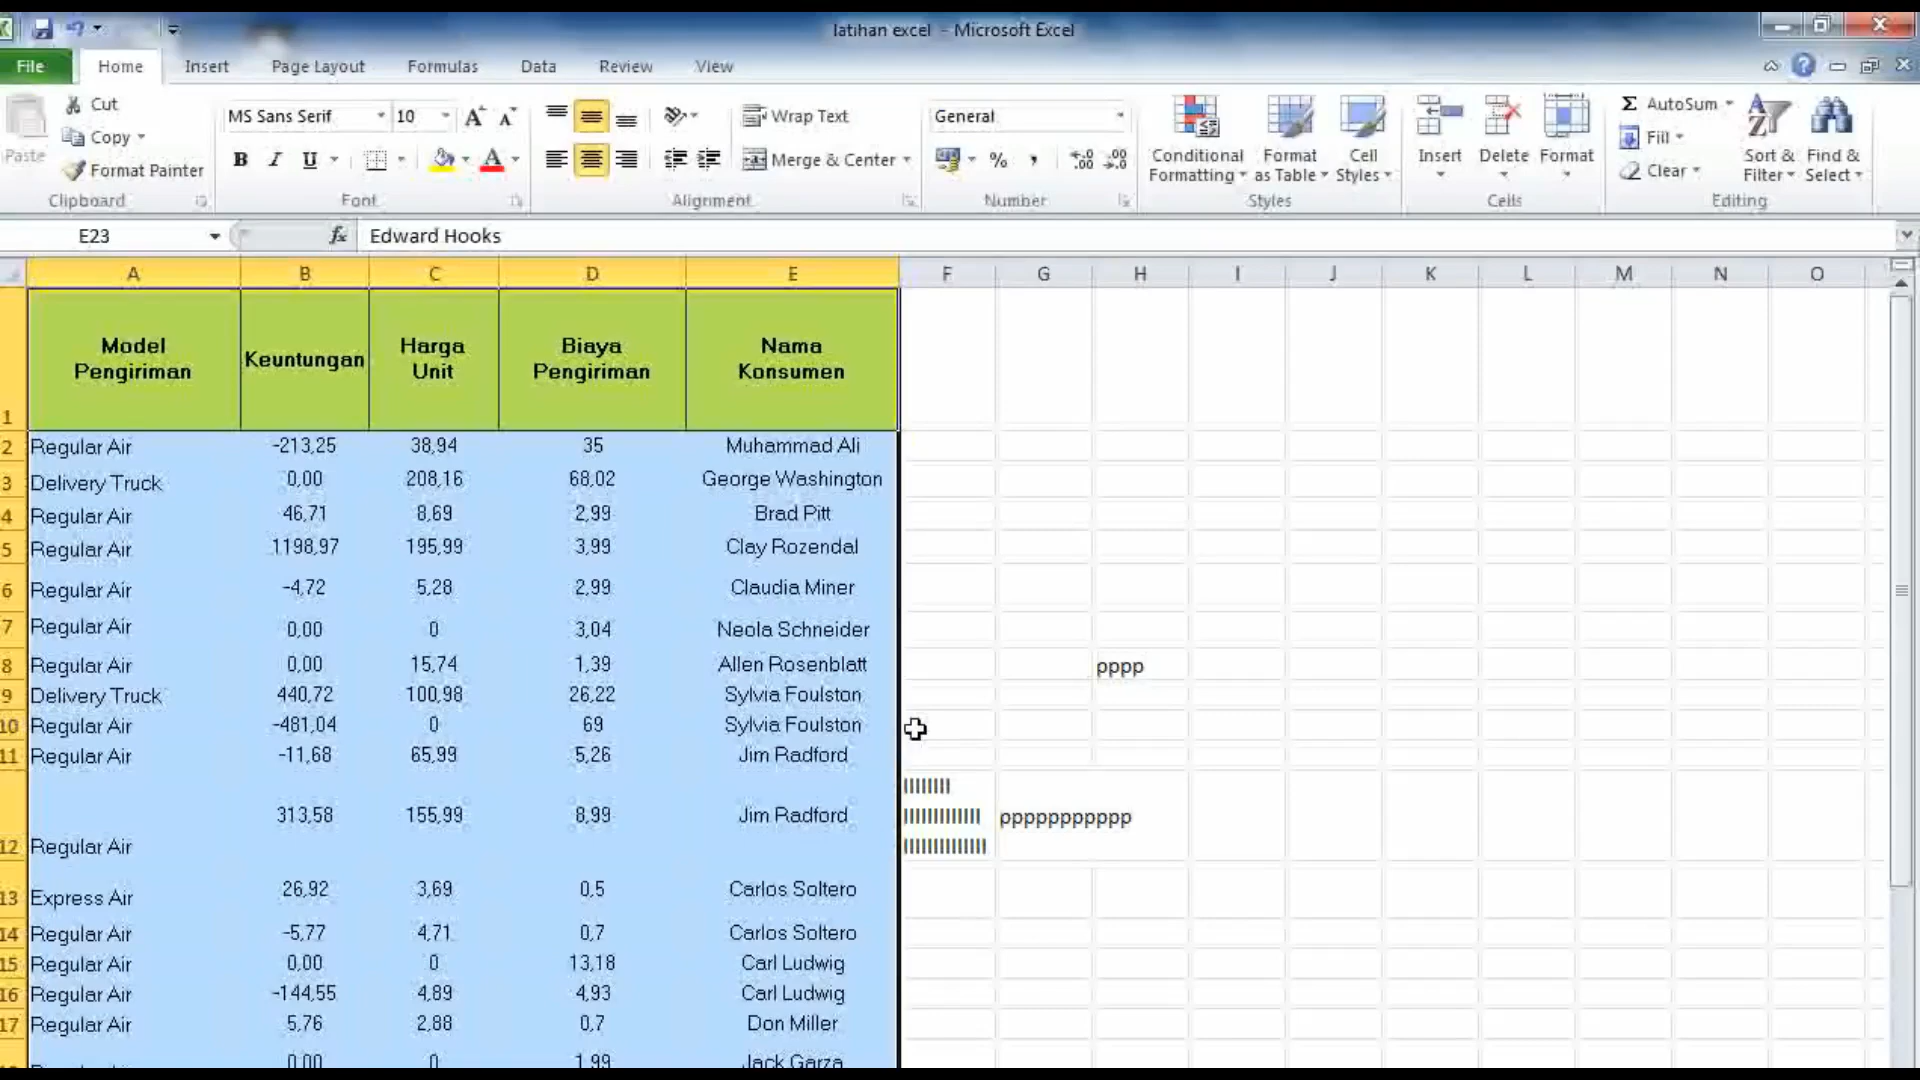 latihan excel - Microsoft Excel
File Home Insert Page Layout Formulas Data Review View
Paste Cut Copy Format Painter Clipboard
MS Sans Serif 10 B I U A Font
Wrap Text Merge & Center Alignment
General % , Number
Conditional Formatting Format as Table Cell Styles Styles
Insert Delete Format Cells
Σ AutoSum Fill Clear Sort & Filter Find & Select Editing
E23 fx Edward Hooks
A B C D E F G H I J K L M N O
1 Model Pengiriman Keuntungan Harga Unit Biaya Pengiriman Nama Konsumen
2 Regular Air -213,25 38,94 35 Muhammad Ali
3 Delivery Truck 0,00 208,16 68,02 George Washington
4 Regular Air 46,71 8,69 2,99 Brad Pitt
5 Regular Air 1198,97 195,99 3,99 Clay Rozendal
6 Regular Air -4,72 5,28 2,99 Claudia Miner
7 Regular Air 0,00 0 3,04 Neola Schneider
8 Regular Air 0,00 15,74 1,39 Allen Rosenblatt pppp
9 Delivery Truck 440,72 100,98 26,22 Sylvia Foulston
10 Regular Air -481,04 0 69 Sylvia Foulston
11 Regular Air -11,68 65,99 5,26 Jim Radford
12 Regular Air 313,58 155,99 8,99 Jim Radford ppppppppppp
13 Express Air 26,92 3,69 0,5 Carlos Soltero
14 Regular Air -5,77 4,71 0,7 Carlos Soltero
15 Regular Air 0,00 0 13,18 Carl Ludwig
16 Regular Air -144,55 4,89 4,93 Carl Ludwig
17 Regular Air 5,76 2,88 0,7 Don Miller
0,00 0 1,99 Jack Garza